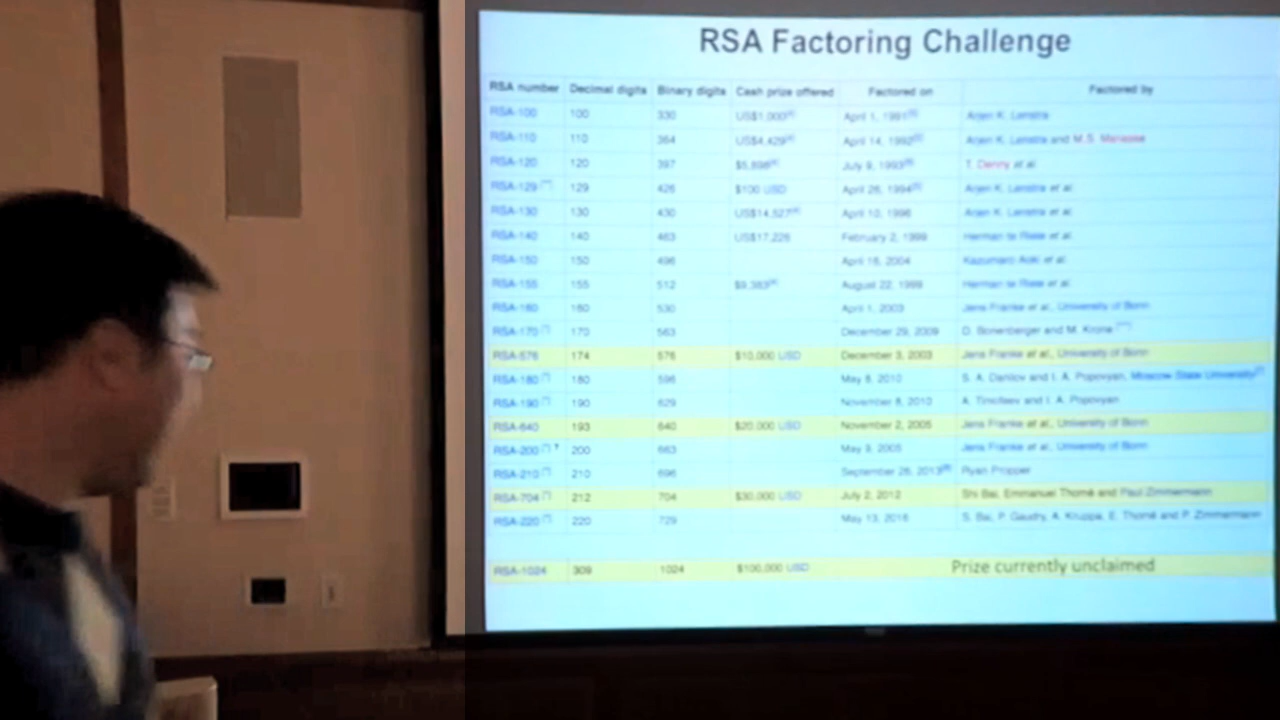 RSA Factoring Challenge
RSA number Decimal digits Binary digits Cash prize offered Factored on Factored by
RSA-100 100 330 US$1,000 April 1, 1991 Arjen K. Lenstra
RSA-110 110 364 US$4,429 April 14, 1992 Arjen K. Lenstra and M.S. Manasse
RSA-120 120 397 $5,898 July 9, 1993 T. Denny et al.
RSA-129 129 426 $100 USD April 26, 1994 Arjen K. Lenstra et al.
RSA-130 130 430 US$14,527 April 10, 1996 Arjen K. Lenstra et al.
RSA-140 140 463 US$17,226 February 2, 1999 Herman te Riele et al.
RSA-150 150 496 April 16, 2004 Kazumaro Aoki et al.
RSA-155 155 512 $9,383 August 22, 1999 Herman te Riele et al.
RSA-160 160 530 April 1, 2003 Jens Franke et al., University of Bonn
RSA-170 170 563 December 29, 2009 D. Bonenberger and M. Krone
RSA-576 174 576 $10,000 USD December 3, 2003 Jens Franke et al., University of Bonn
RSA-180 180 596 May 8, 2010 S. A. Danilov and I. A. Popovyan, Moscow State University
RSA-190 190 629 November 8, 2010 A. Timofeev and I. A. Popovyan
RSA-640 193 640 $20,000 USD November 2, 2005 Jens Franke et al., University of Bonn
RSA-200 200 663 May 9, 2005 Jens Franke et al., University of Bonn
RSA-210 210 696 September 26, 2013 Ryan Propper
RSA-704 212 704 $30,000 USD July 2, 2012 Shi Bai, Emmanuel Thomé and Paul Zimmermann
RSA-220 220 729 May 13, 2016 S. Bai, P. Gaudry, A. Kruppa, E. Thomé and P. Zimmermann
RSA-1024 309 1024 $100,000 USD Prize currently unclaimed